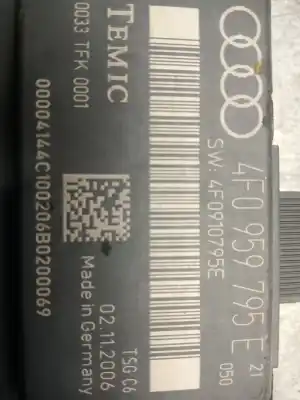 4F0 959 795 E 21
050
SW: 4F0910795E
TEMIC
0033 TFK 0001
TSG C6
02.11.2006
Made in Germany
00004144C100206B0200069